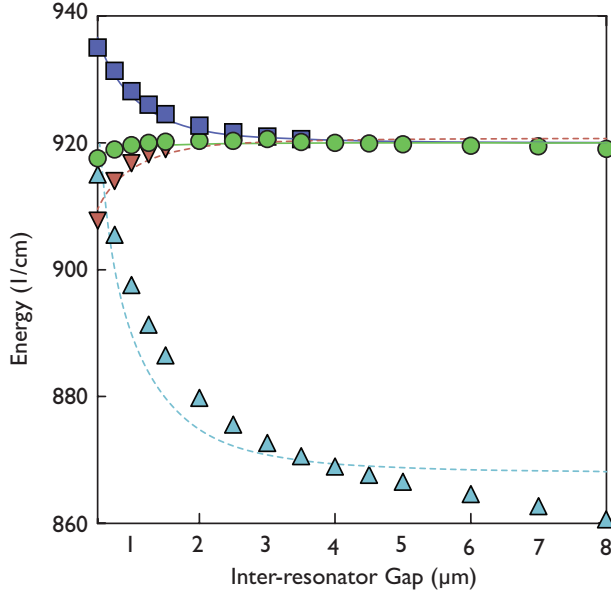 940
920
900
880
860
Energy (1/cm)
1 2 3 4 5 6 7 8
Inter-resonator Gap (μm)